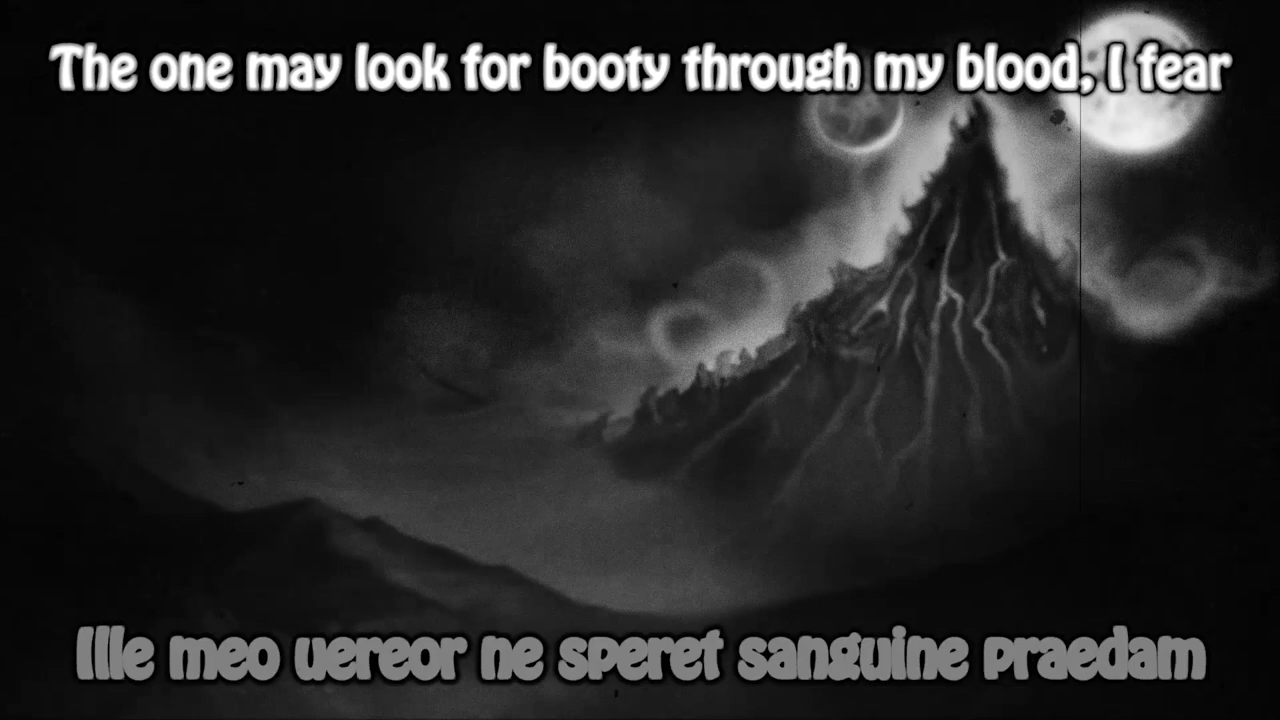 The one may look for booty through my blood, I fear
Ille meo uereor ne speret sanguine praedam